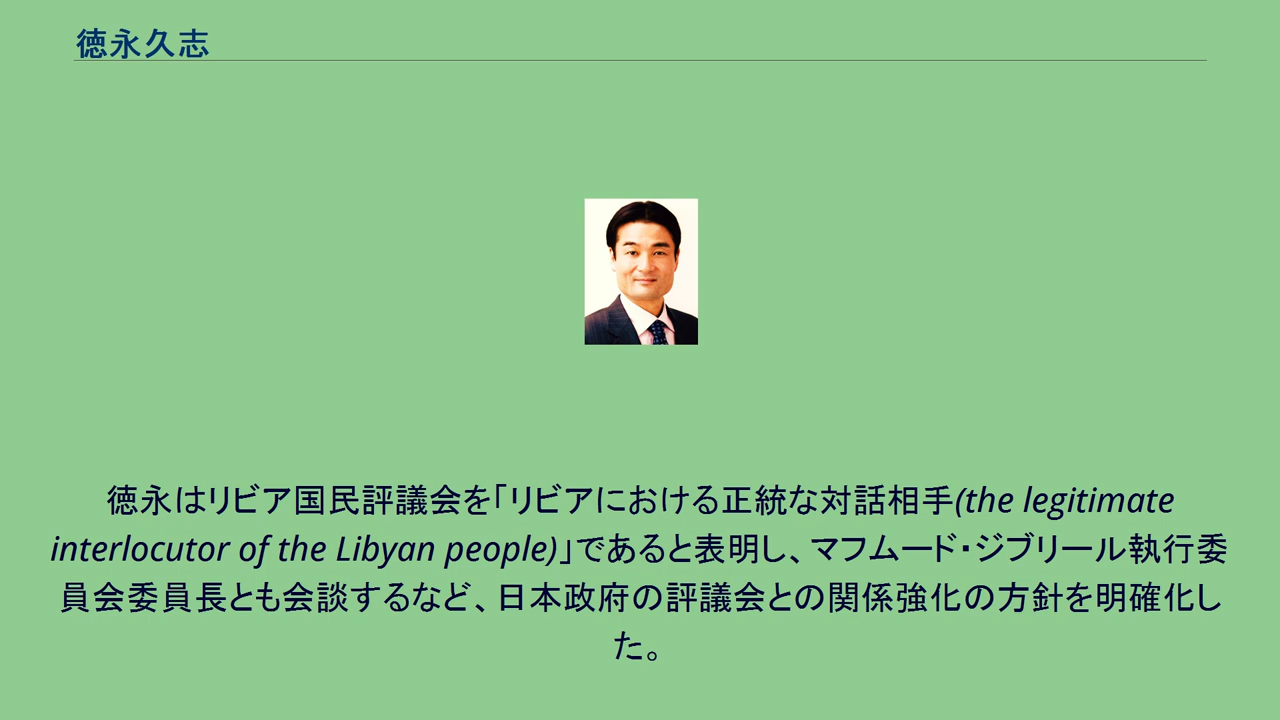 徳永久志
徳永はリビア国民評議会を｢リビアにおける正統な対話相手(the legitimate
interlocutor of the Libyan people)｣であると表明し、マフムード・ジブリール執行委
員会委員長とも会談するなど、日本政府の評議会との関係強化の方針を明確化し
た。